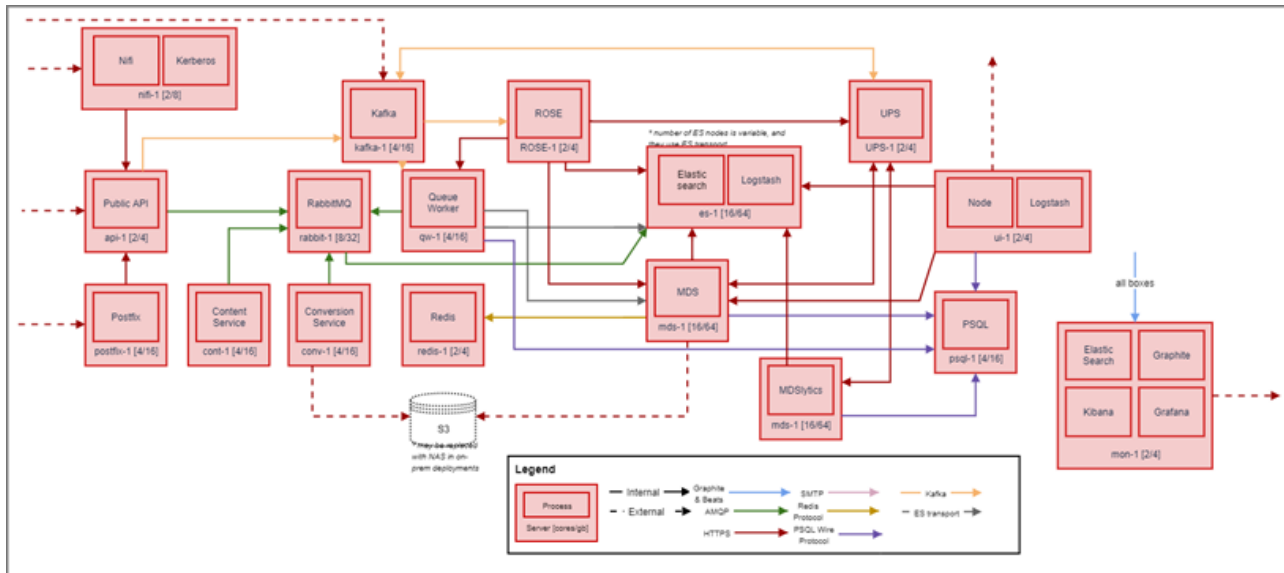 Nifi
Kerberos
nifi-1 [2/8]
Kafka
kafka-1 [4/16]
ROSE
ROSE-1 [2/4]
UPS
UPS-1 [2/4]
* number of ES nodes is variable, and
they use ES transport
Public API
api-1 [2/4]
RabbitMQ
rabbit-1 [8/32]
Queue
Worker
qw-1 [4/16]
Elastic
search
Logstash
es-1 [16/64]
Node
Logstash
ui-1 [2/4]
all boxes
Postfix
postfix-1 [4/16]
Content
Service
cont-1 [4/16]
Conversion
Service
conv-1 [4/16]
Redis
redis-1 [2/4]
MDS
mds-1 [16/64]
PSQL
psql-1 [4/16]
MDSlytics
mds-1 [16/64]
Elastic
Search
Graphite
Kibana
Grafana
mon-1 [2/4]
S3
* may be replaced
with NAS in on-
prem deployments
Legend
Process
Server [cores/gb]
Internal
External
Graphite
& Beats
AMQP
HTTPS
SMTP
Redis
Protocol
PSQL Wire
Protocol
Kafka
ES transport